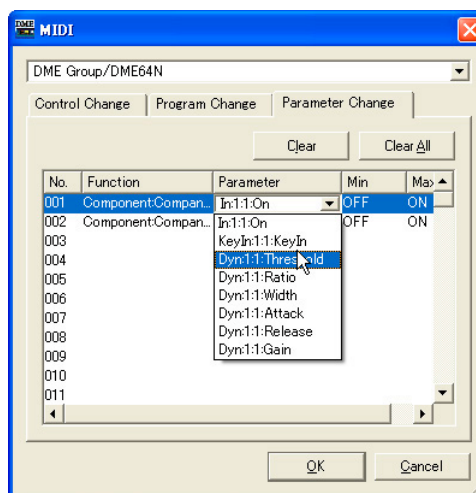 DME MIDI
DME Group/DME64N
Control Change Program Change Parameter Change
Clear Clear All
No. Function Parameter Min Max
001 Component:Compan... In:1:1:On OFF ON
002 Component:Compan... In:1:1:On OFF ON
003 KeyIn:1:1:KeyIn
004 Dyn:1:1:Threshold
005 Dyn:1:1:Ratio
006 Dyn:1:1:Width
007 Dyn:1:1:Attack
008 Dyn:1:1:Release
009 Dyn:1:1:Gain
010
011
OK Cancel